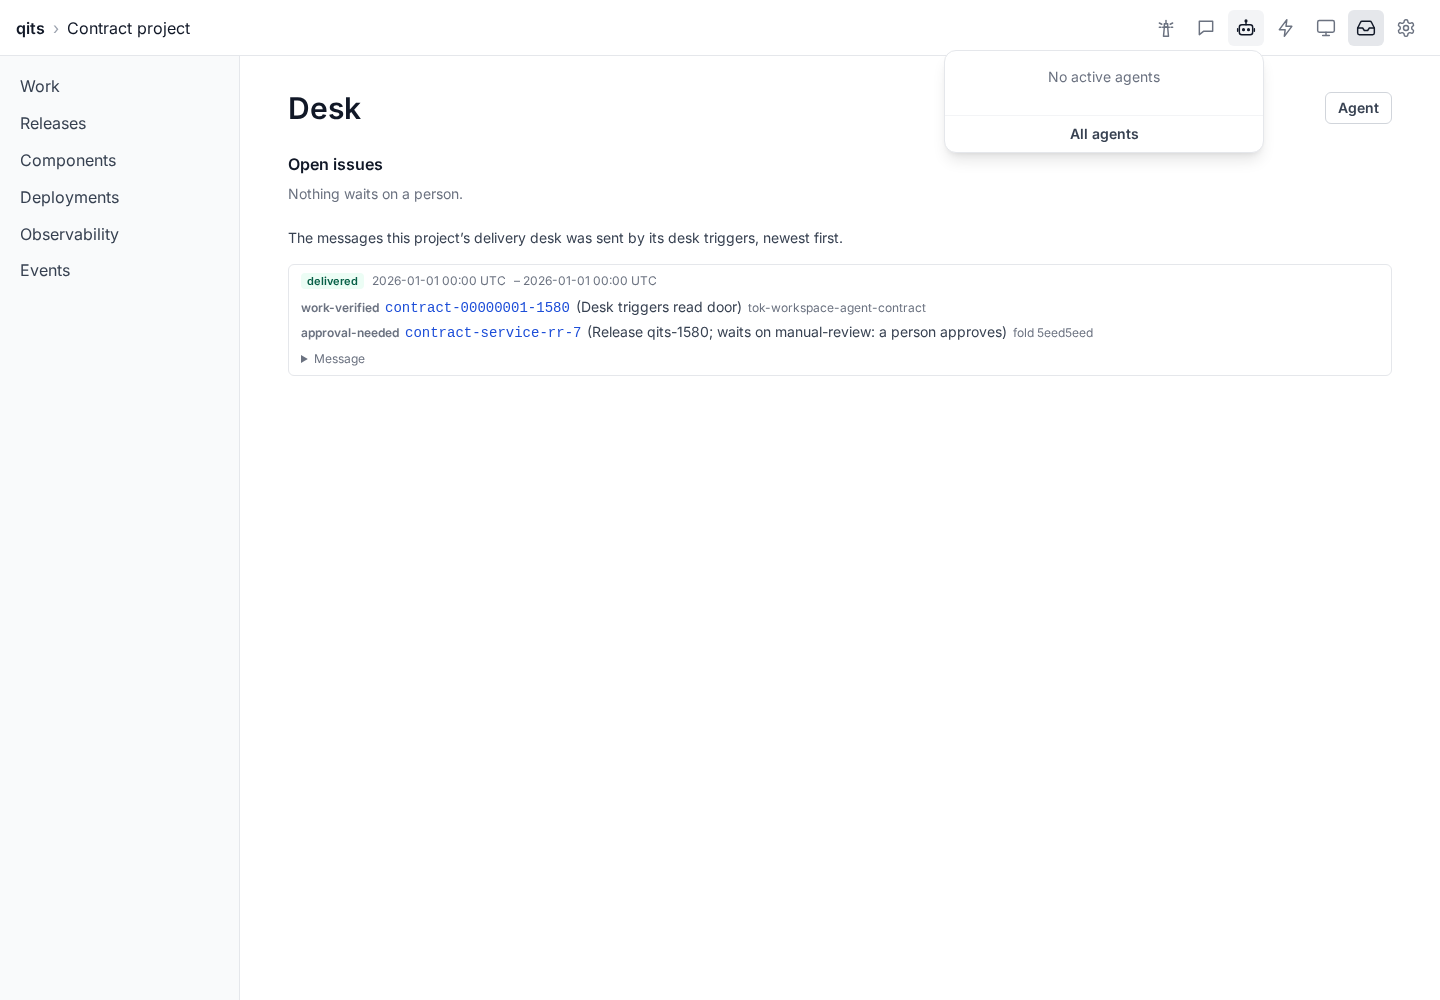 qits › Contract project
No active agents
All agents
Work
Releases
Components
Deployments
Observability
Events
Desk
Agent
Open issues
Nothing waits on a person.
The messages this project’s delivery desk was sent by its desk triggers, newest first.
delivered 2026-01-01 00:00 UTC – 2026-01-01 00:00 UTC
work-verified contract-00000001-1580 (Desk triggers read door) tok-workspace-agent-contract
approval-needed contract-service-rr-7 (Release qits-1580; waits on manual-review: a person approves) fold 5eed5eed
Message